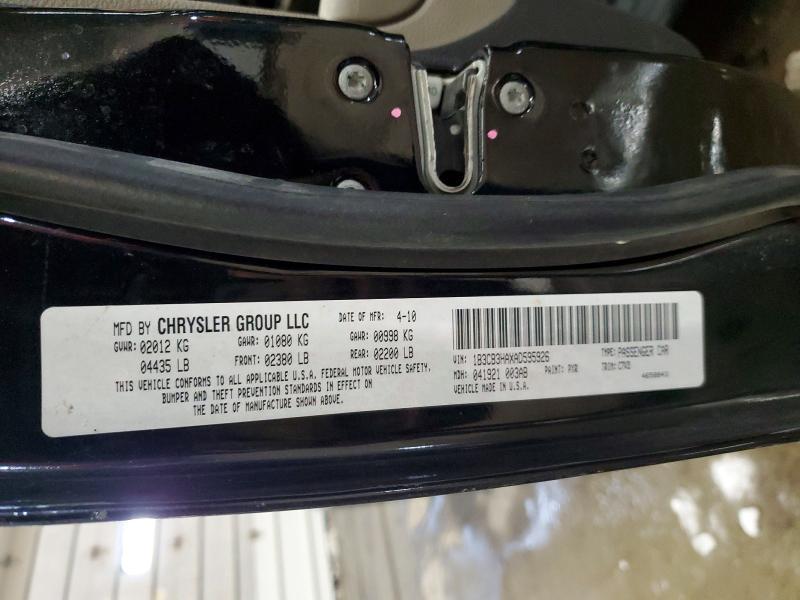 MFD BY CHRYSLER GROUP LLC DATE OF MFR: 4-10
GVWR: 02012 KG GAWR: 01080 KG GAWR: 00998 KG
04435 LB FRONT: 02380 LB REAR: 02200 LB
THIS VEHICLE CONFORMS TO ALL APPLICABLE U.S.A. FEDERAL MOTOR VEHICLE SAFETY,
BUMPER AND THEFT PREVENTION STANDARDS IN EFFECT ON
THE DATE OF MANUFACTURE SHOWN ABOVE.
VIN: 1B3CB3HAXAD595926 TYPE: PASSENGER CAR
MDH: 041921 003AB PAINT: PXR TRIM:
VEHICLE MADE IN U.S.A.